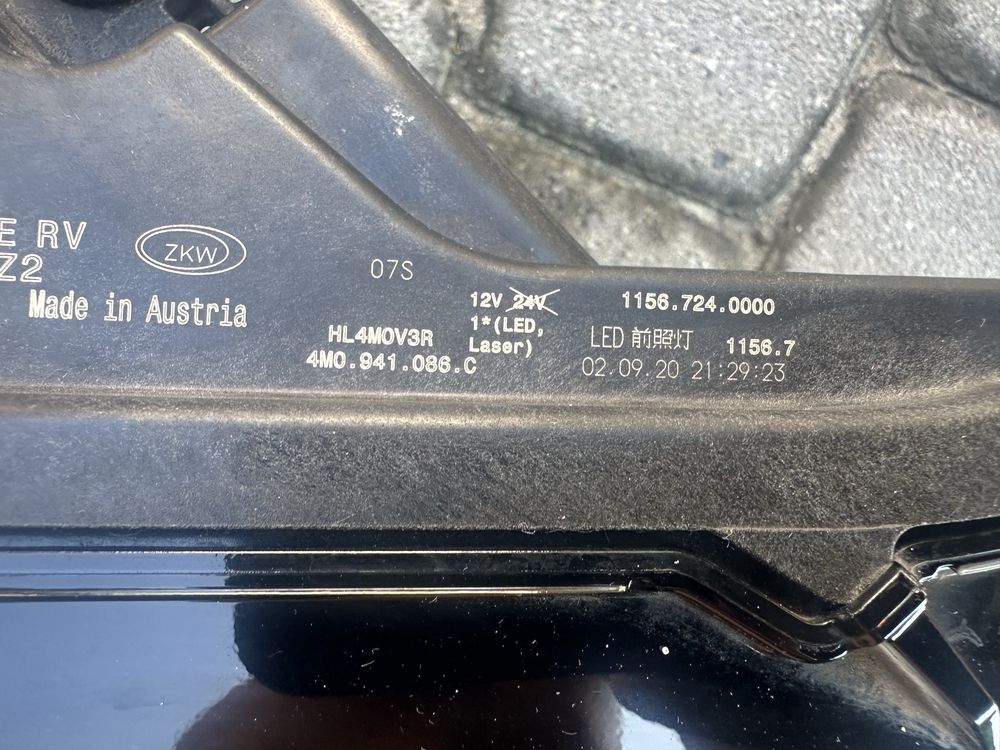 E RV
Z2
ZKW
Made in Austria
07S
HL4M0V3R
4M0.941.086.C
12V 24V
1*(LED,
Laser)
1156.724.0000
LED 前照灯 1156.7
02.09.20 21:29:23